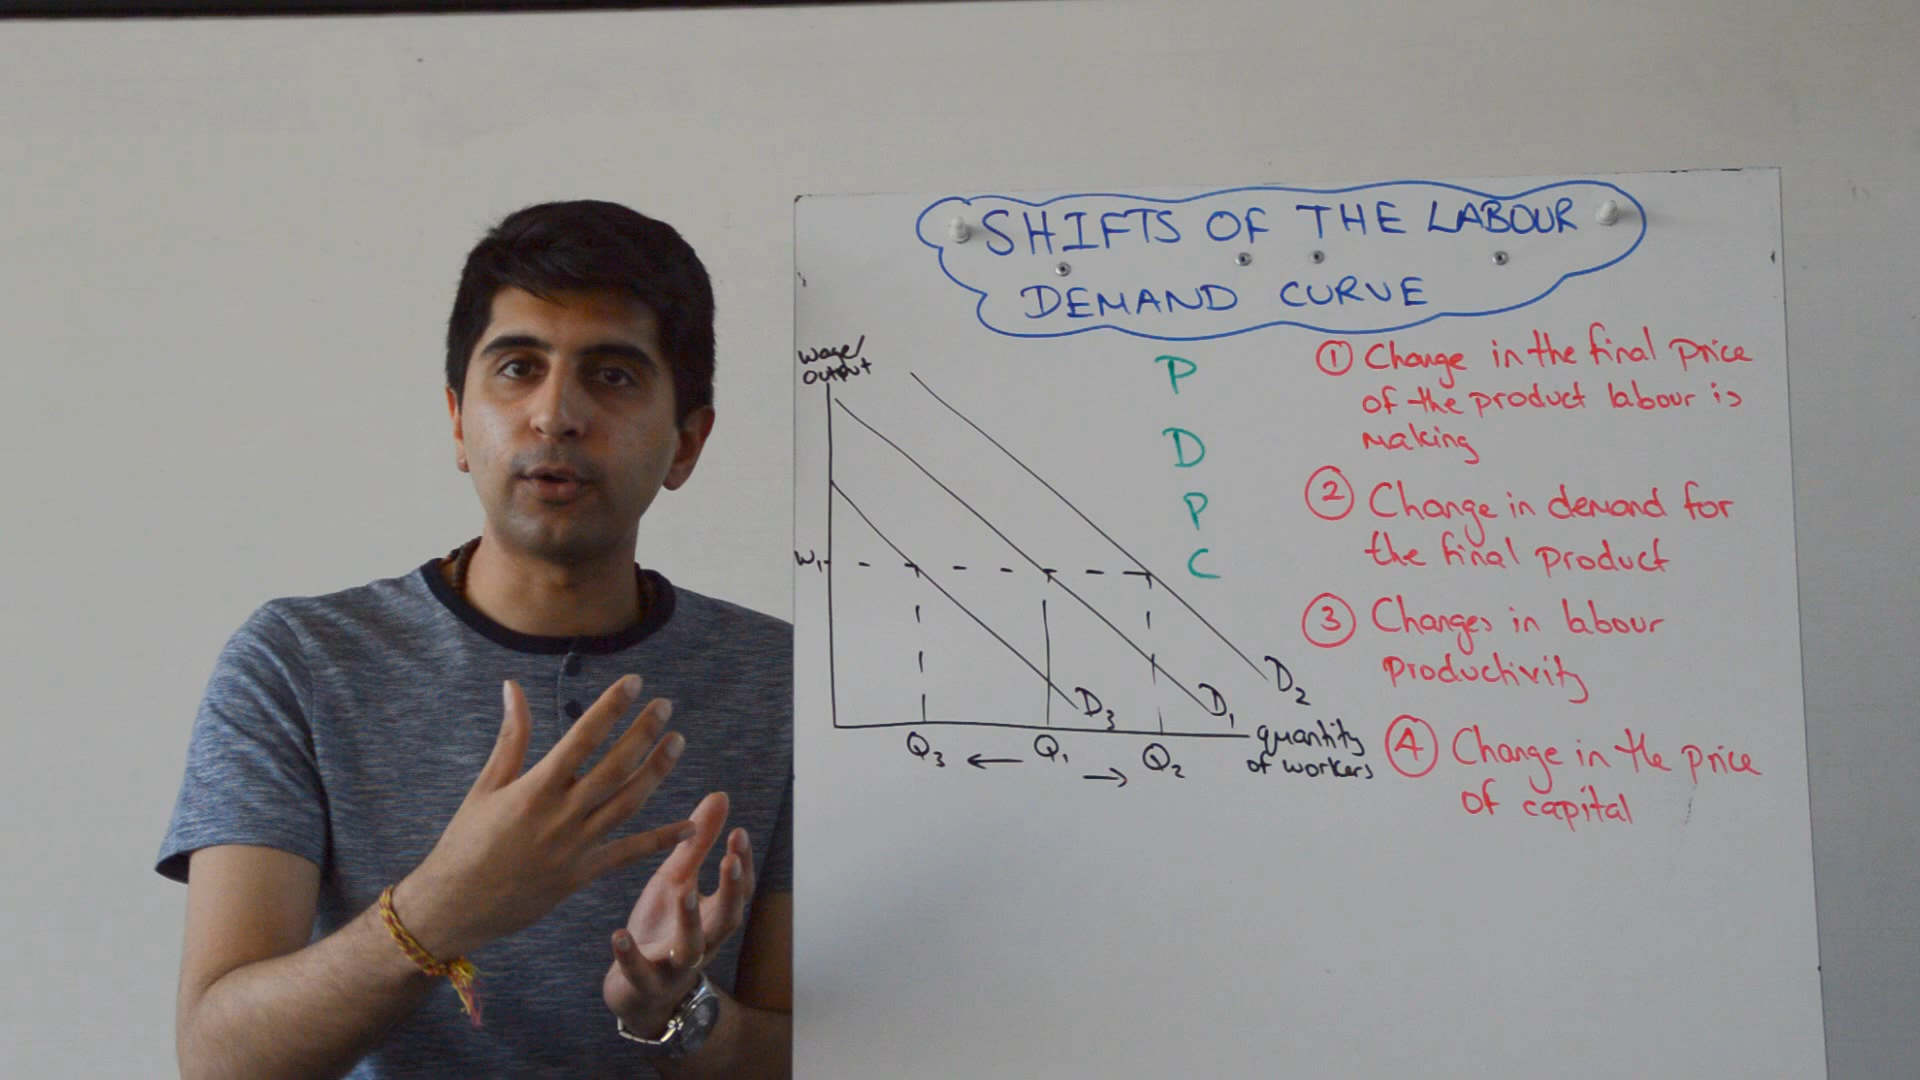 SHIFTS OF THE LABOUR
DEMAND CURVE
Wage/
output
W₁
D₃
D₁
D₂
Q₃ ← Q₁ → Q₂
quantity
of workers
P
D
P
C
① Change in the final price
of the product labour is
making
② Change in demand for
the final product
③ Changes in labour
productivity
④ Change in the price
of capital